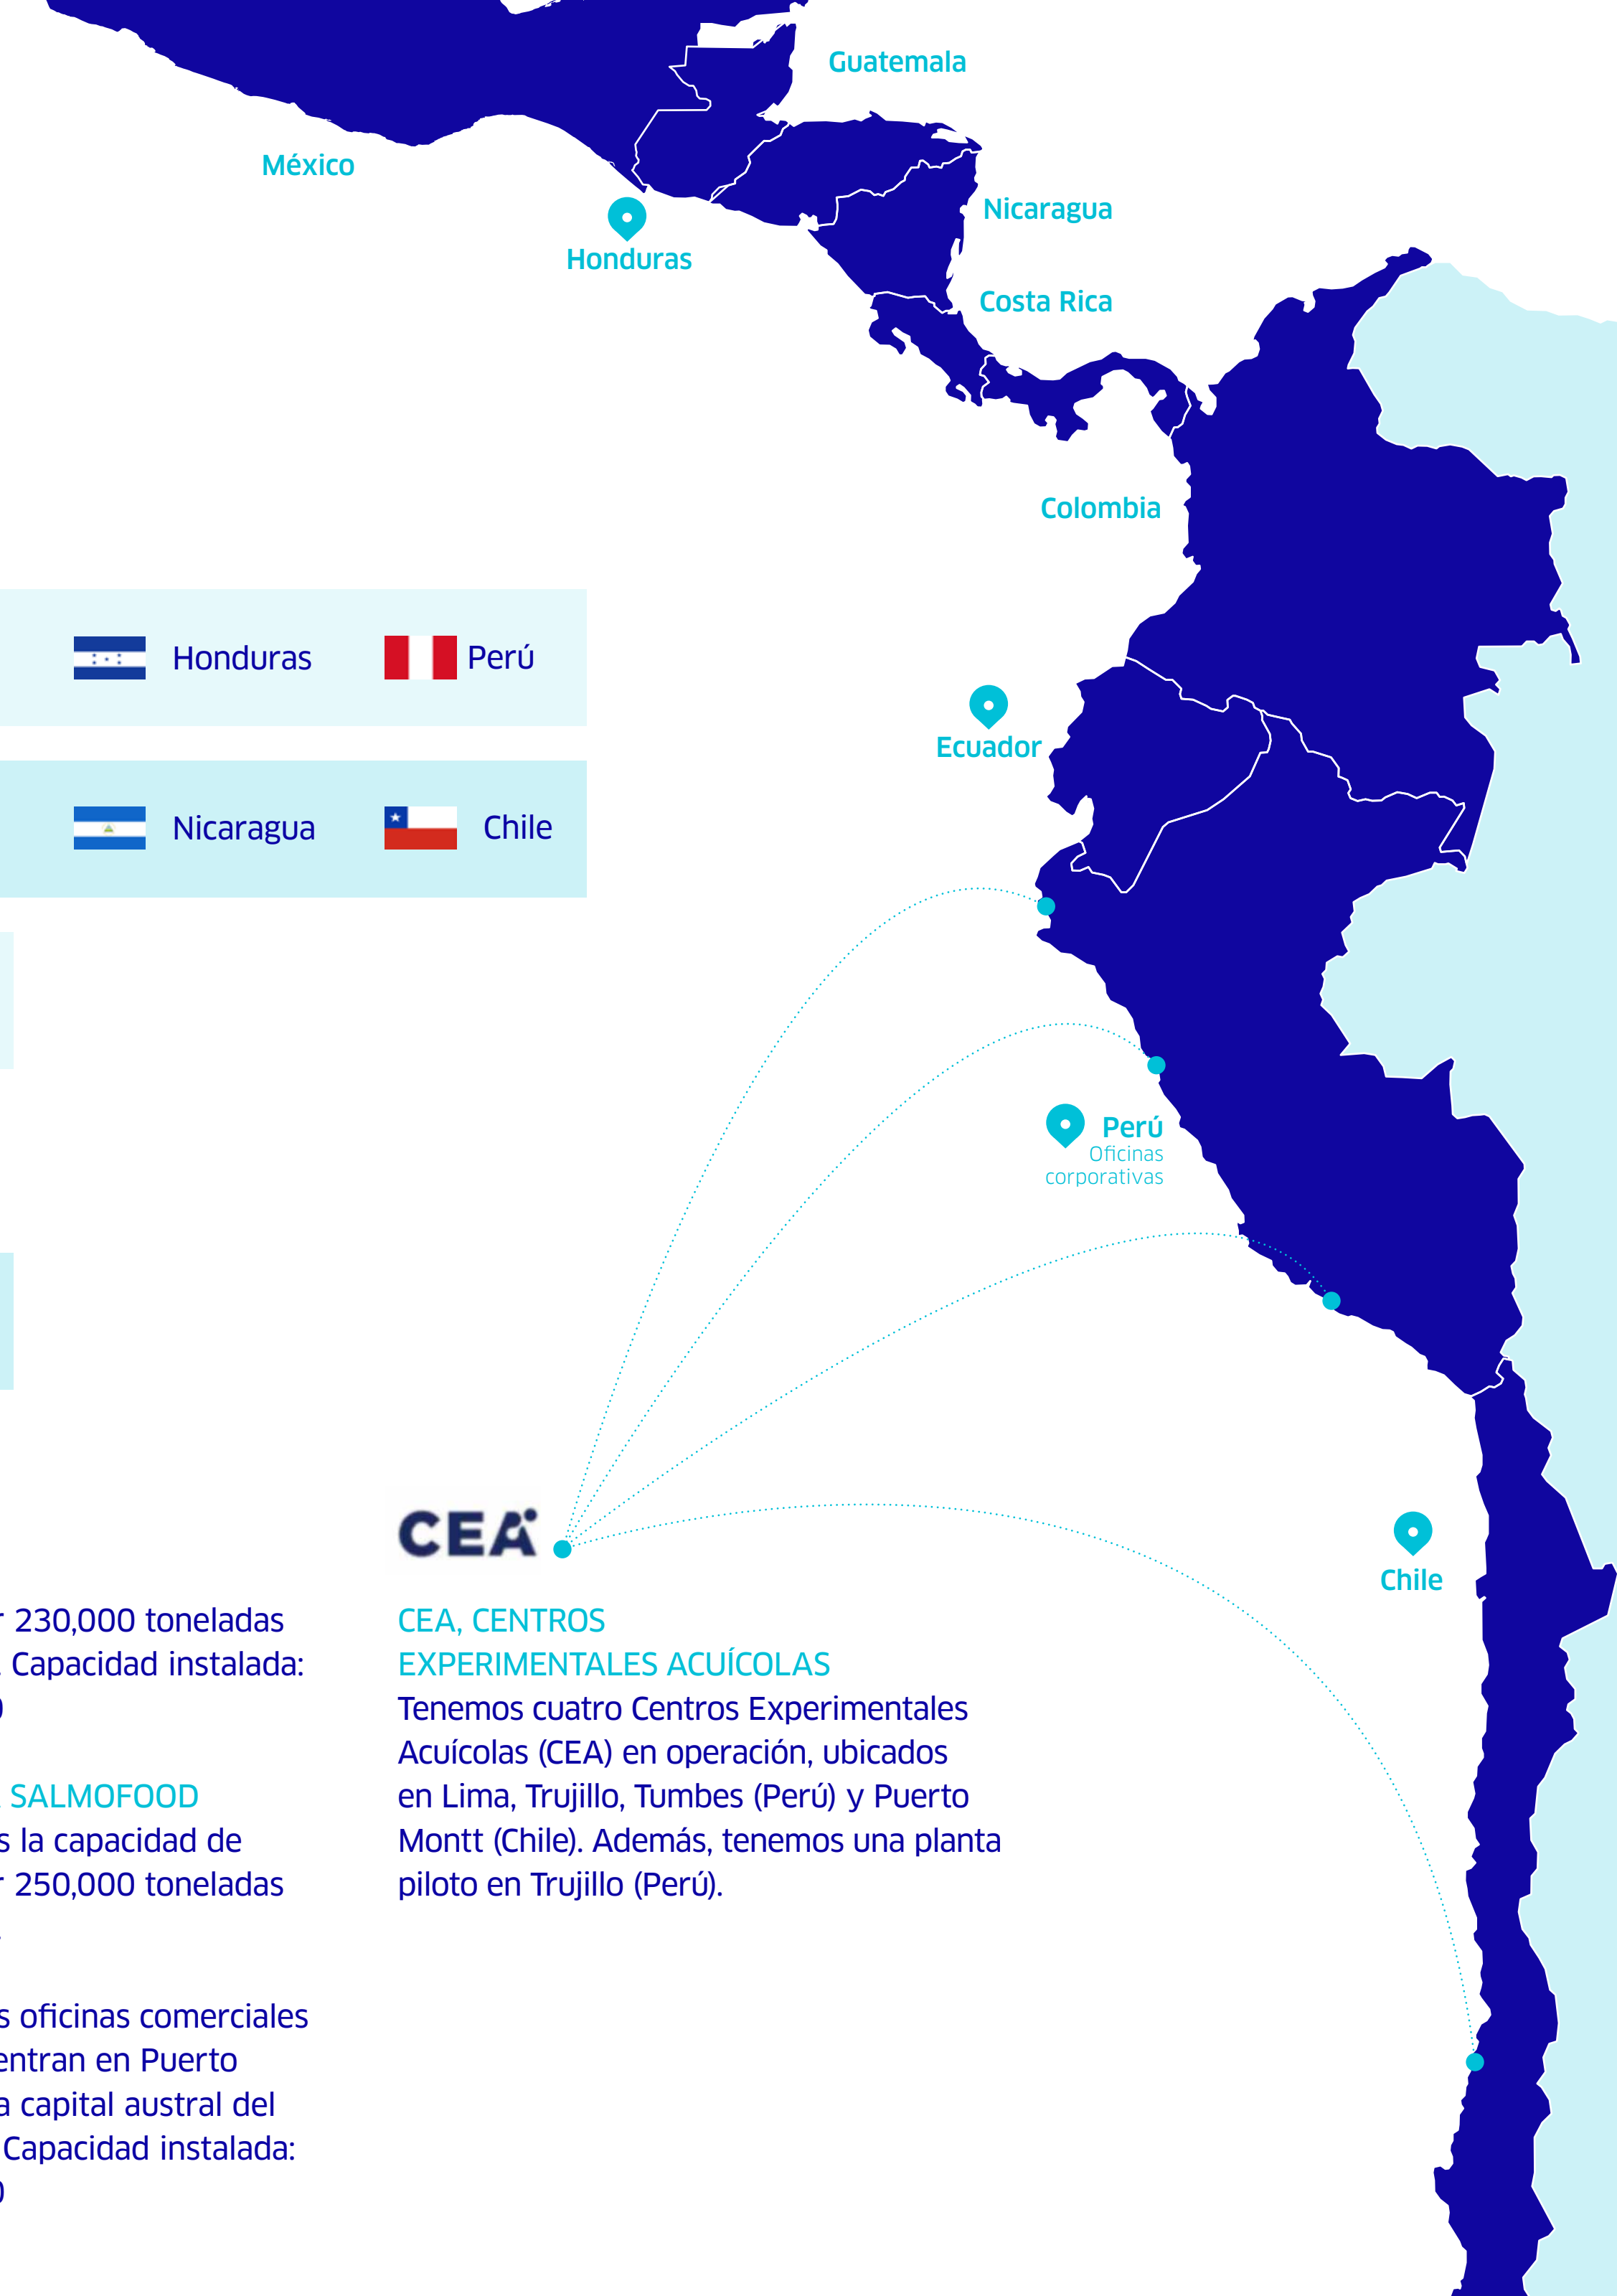 Guatemala
México
Nicaragua
Honduras
Costa Rica
Colombia
Honduras
Perú
Ecuador
Nicaragua
Chile
Perú
Oficinas
corporativas
Chile
230,000 toneladas
Capacidad instalada:
SALMOFOOD
la capacidad de
250,000 toneladas
oficinas comerciales
en Puerto
capital austral del
Capacidad instalada:
CEA
CEA, CENTROS
EXPERIMENTALES ACUÍCOLAS
Tenemos cuatro Centros Experimentales
Acuícolas (CEA) en operación, ubicados
en Lima, Trujillo, Tumbes (Perú) y Puerto
Montt (Chile). Además, tenemos una planta
piloto en Trujillo (Perú).